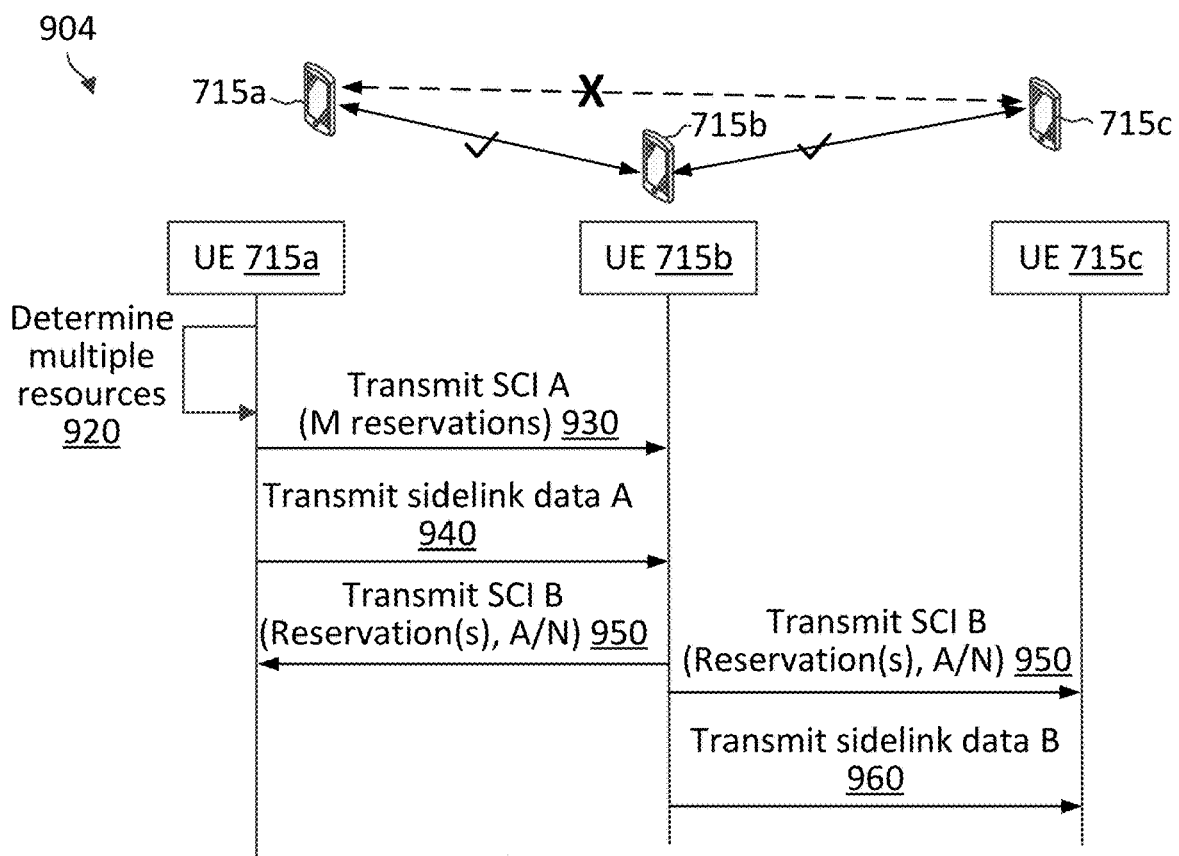 904
715a
X
715b
715c
UE 715a
UE 715b
UE 715c
Determine
multiple
resources
920
Transmit SCI A
(M reservations) 930
Transmit sidelink data A
940
Transmit SCI B
(Reservation(s), A/N) 950
Transmit SCI B
(Reservation(s), A/N) 950
Transmit sidelink data B
960